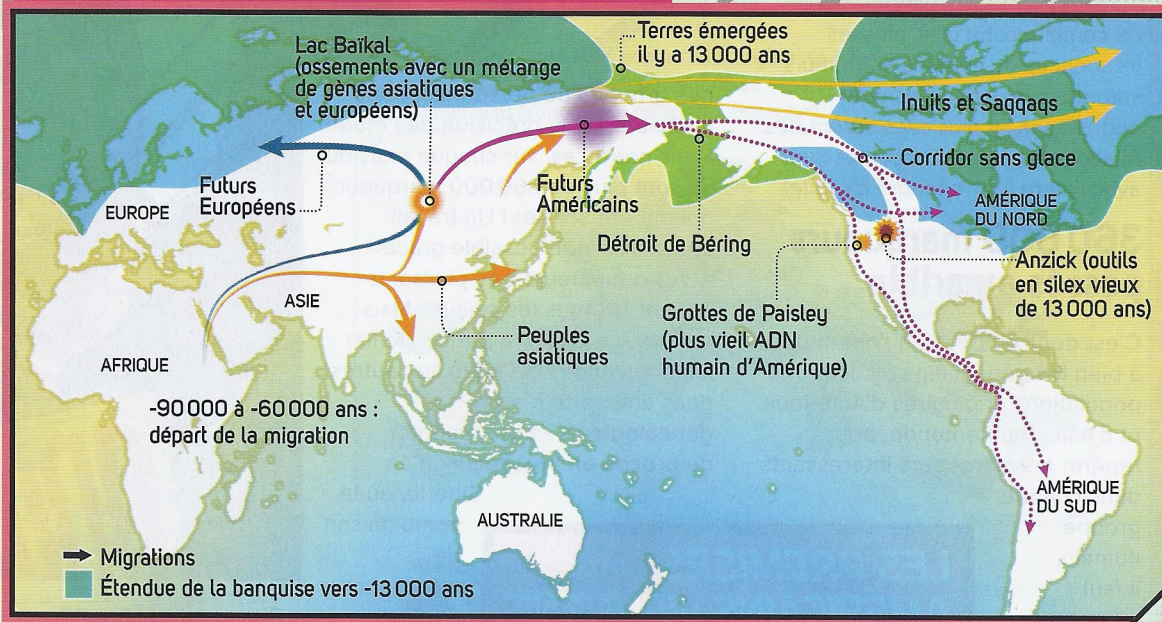 Lac Baïkal
(ossements avec un mélange
de gènes asiatiques
et européens)
Terres émergées
il y a 13 000 ans
Inuits et Saqqaqs
Corridor sans glace
Futurs
Européens
EUROPE
Futurs
Américains
AMÉRIQUE
DU NORD
Détroit de Béring
Anzick (outils
en silex vieux
de 13 000 ans)
ASIE
Grottes de Paisley
(plus vieil ADN
humain d'Amérique)
Peuples
asiatiques
AFRIQUE
-90 000 à -60 000 ans :
départ de la migration
AMÉRIQUE
DU SUD
AUSTRALIE
Migrations
Étendue de la banquise vers -13 000 ans